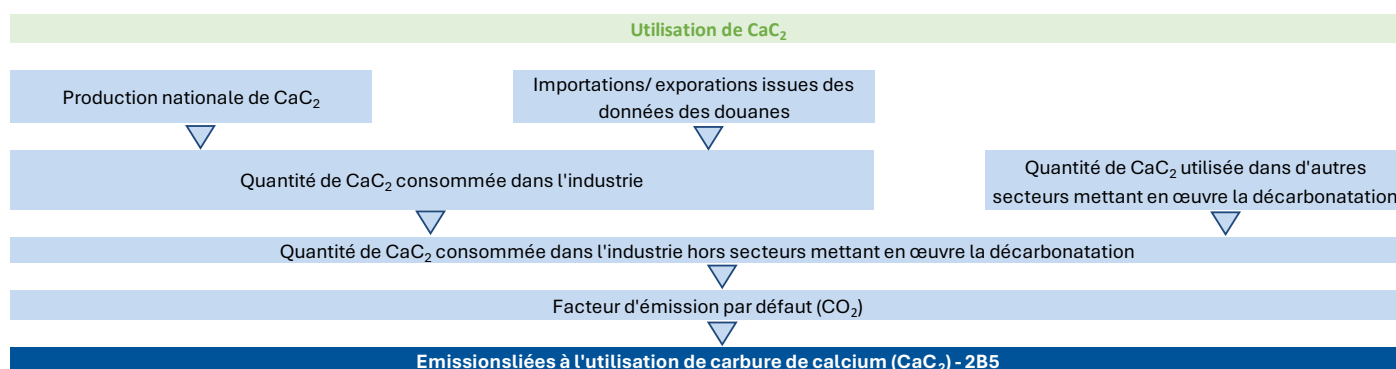 Utilisation de CaC₂
Production nationale de CaC₂
Importations/ exporations issues des
données des douanes
Quantité de CaC₂ consommée dans l'industrie
Quantité de CaC₂ utilisée dans d'autres
secteurs mettant en œuvre la décarbonatation
Quantité de CaC₂ consommée dans l'industrie hors secteurs mettant en œuvre la décarbonatation
Facteur d'émission par défaut (CO₂)
Emissionsliées à l'utilisation de carbure de calcium (CaC₂) - 2B5